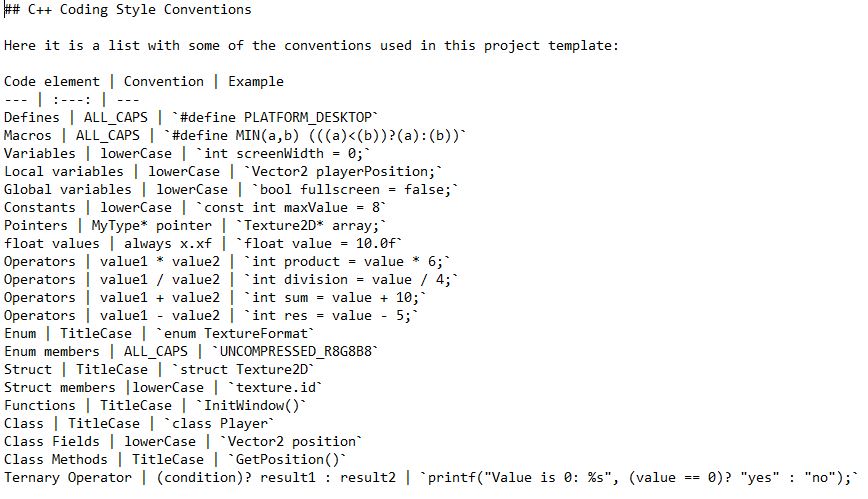 ## C++ Coding Style Conventions
Here it is a list with some of the conventions used in this project template:
Code element | Convention | Example
--- | :---: | ---
Defines | ALL_CAPS | `#define PLATFORM_DESKTOP`
Macros | ALL_CAPS | `#define MIN(a,b) (((a)<(b))?(a):(b))`
Variables | lowerCase | `int screenWidth = 0;`
Local variables | lowerCase | `Vector2 playerPosition;`
Global variables | lowerCase | `bool fullscreen = false;`
Constants | lowerCase | `const int maxValue = 8`
Pointers | MyType* pointer | `Texture2D* array;`
float values | always x.xf | `float value = 10.0f`
Operators | value1 * value2 | `int product = value * 6;`
Operators | value1 / value2 | `int division = value / 4;`
Operators | value1 + value2 | `int sum = value + 10;`
Operators | value1 - value2 | `int res = value - 5;`
Enum | TitleCase | `enum TextureFormat`
Enum members | ALL_CAPS | `UNCOMPRESSED_R8G8B8`
Struct | TitleCase | `struct Texture2D`
Struct members |lowerCase | `texture.id`
Functions | TitleCase | `InitWindow()`
Class | TitleCase | `class Player`
Class Fields | lowerCase | `Vector2 position`
Class Methods | TitleCase | `GetPosition()`
Ternary Operator | (condition)? result1 : result2 | `printf("Value is 0: %s", (value == 0)? "yes" : "no");`